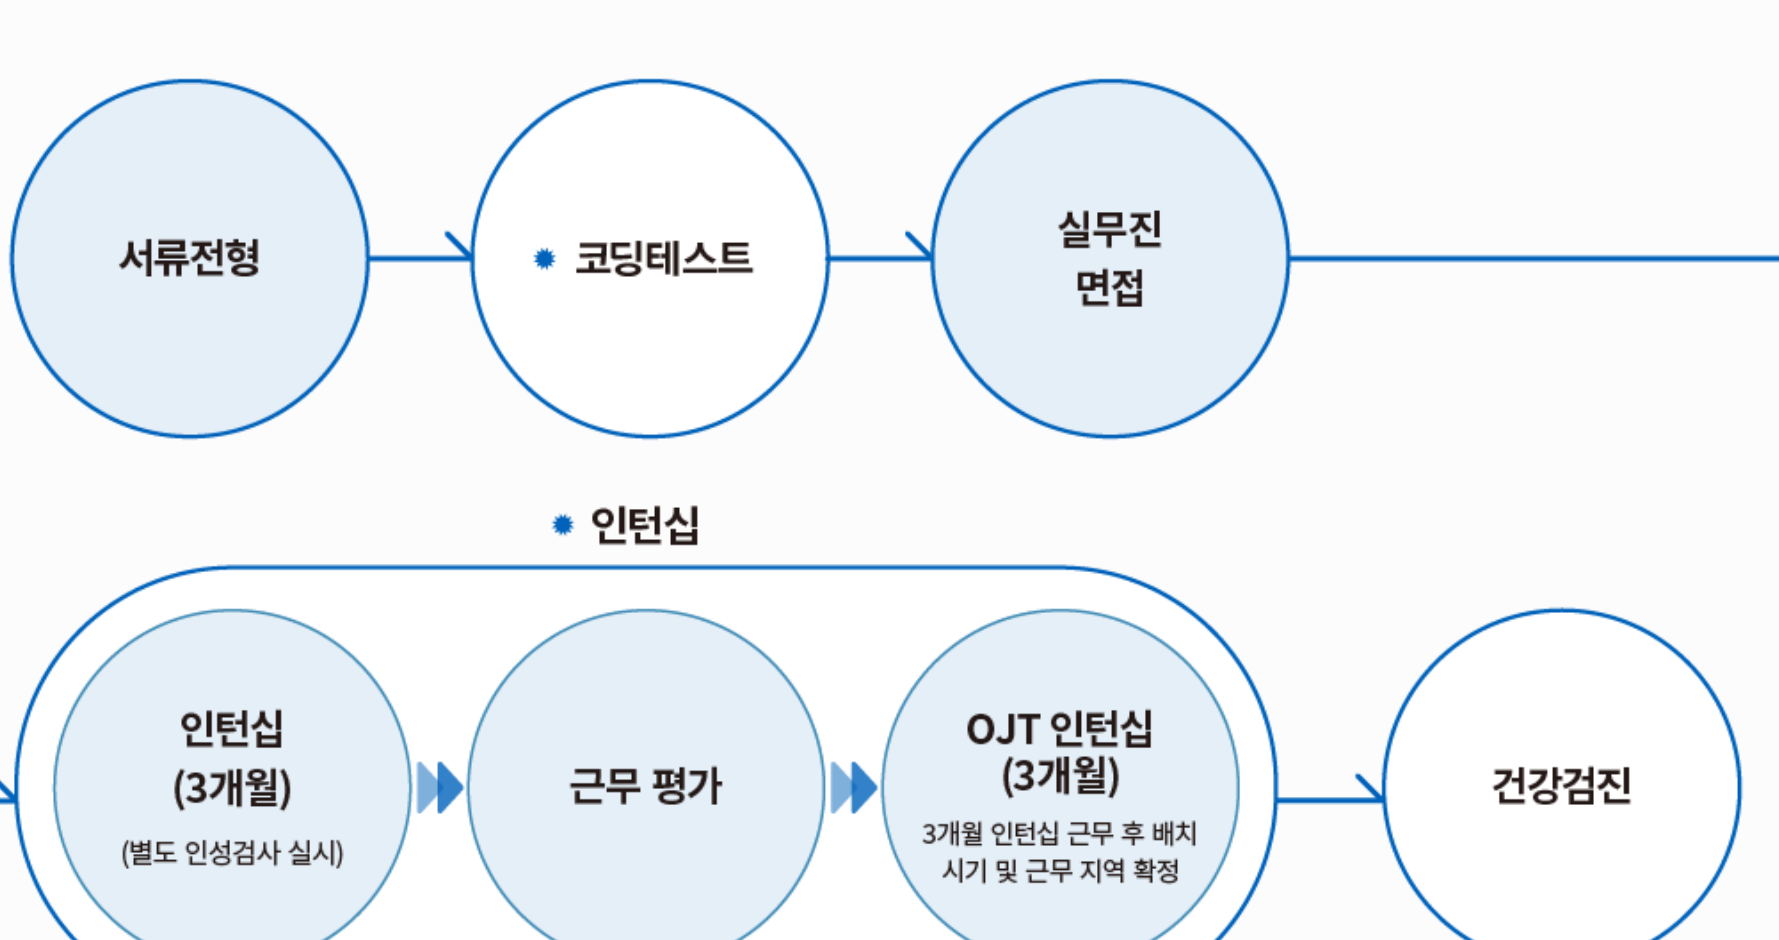 서류전형
코딩테스트
실무진
면접
인턴십
인턴십
(3개월)
(별도 인성검사 실시)
근무 평가
OJT 인턴십
(3개월)
3개월 인턴십 근무 후 배치
시기 및 근무 지역 확정
건강검진